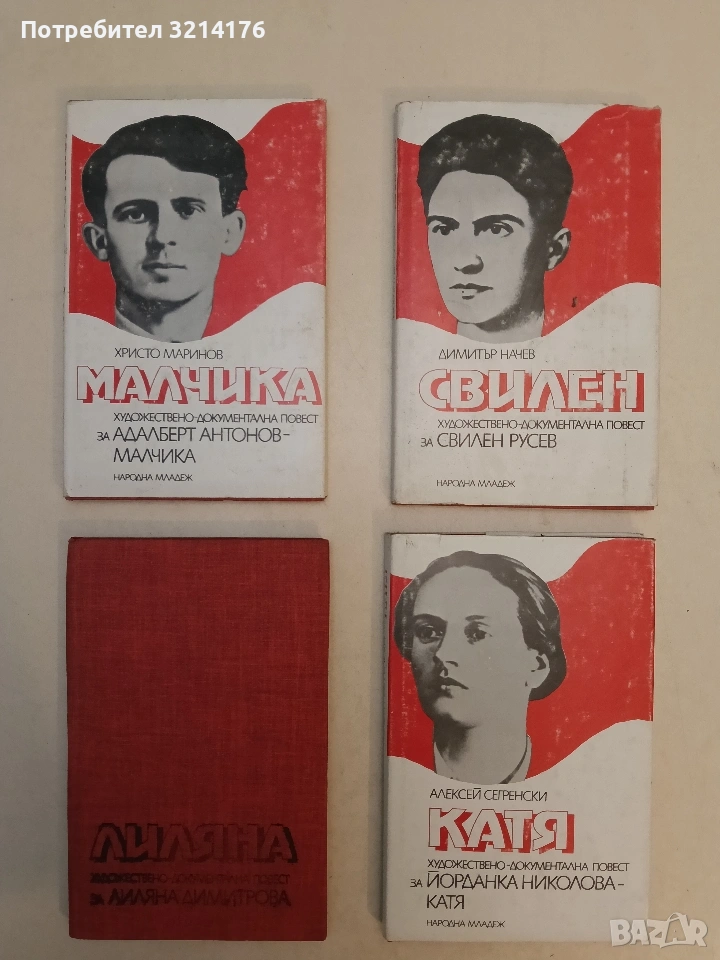 Потребител 3214176
ХРИСТО МАРИНОВ
МАЛЧИКА
ХУДОЖЕСТВЕНО-ДОКУМЕНТАЛНА ПОВЕСТ
ЗА АДАЛБЕРТ АНТОНОВ-
МАЛЧИКА
НАРОДНА МЛАДЕЖ
ДИМИТЪР НАЧЕВ
СВИЛЕН
ХУДОЖЕСТВЕНО-ДОКУМЕНТАЛНА ПОВЕСТ
ЗА СВИЛЕН РУСЕВ
НАРОДНА МЛАДЕЖ
ЛИЛЯНА
ХУДОЖЕСТВЕНО-ДОКУМЕНТАЛНА ПОВЕСТ
ЗА ЛИЛЯНА ДИМИТРОВА
АЛЕКСЕЙ СЕГРЕНСКИ
КАТЯ
ХУДОЖЕСТВЕНО-ДОКУМЕНТАЛНА ПОВЕСТ
ЗА ЙОРДАНКА НИКОЛОВА-
КАТЯ
НАРОДНА МЛАДЕЖ
BAZAR